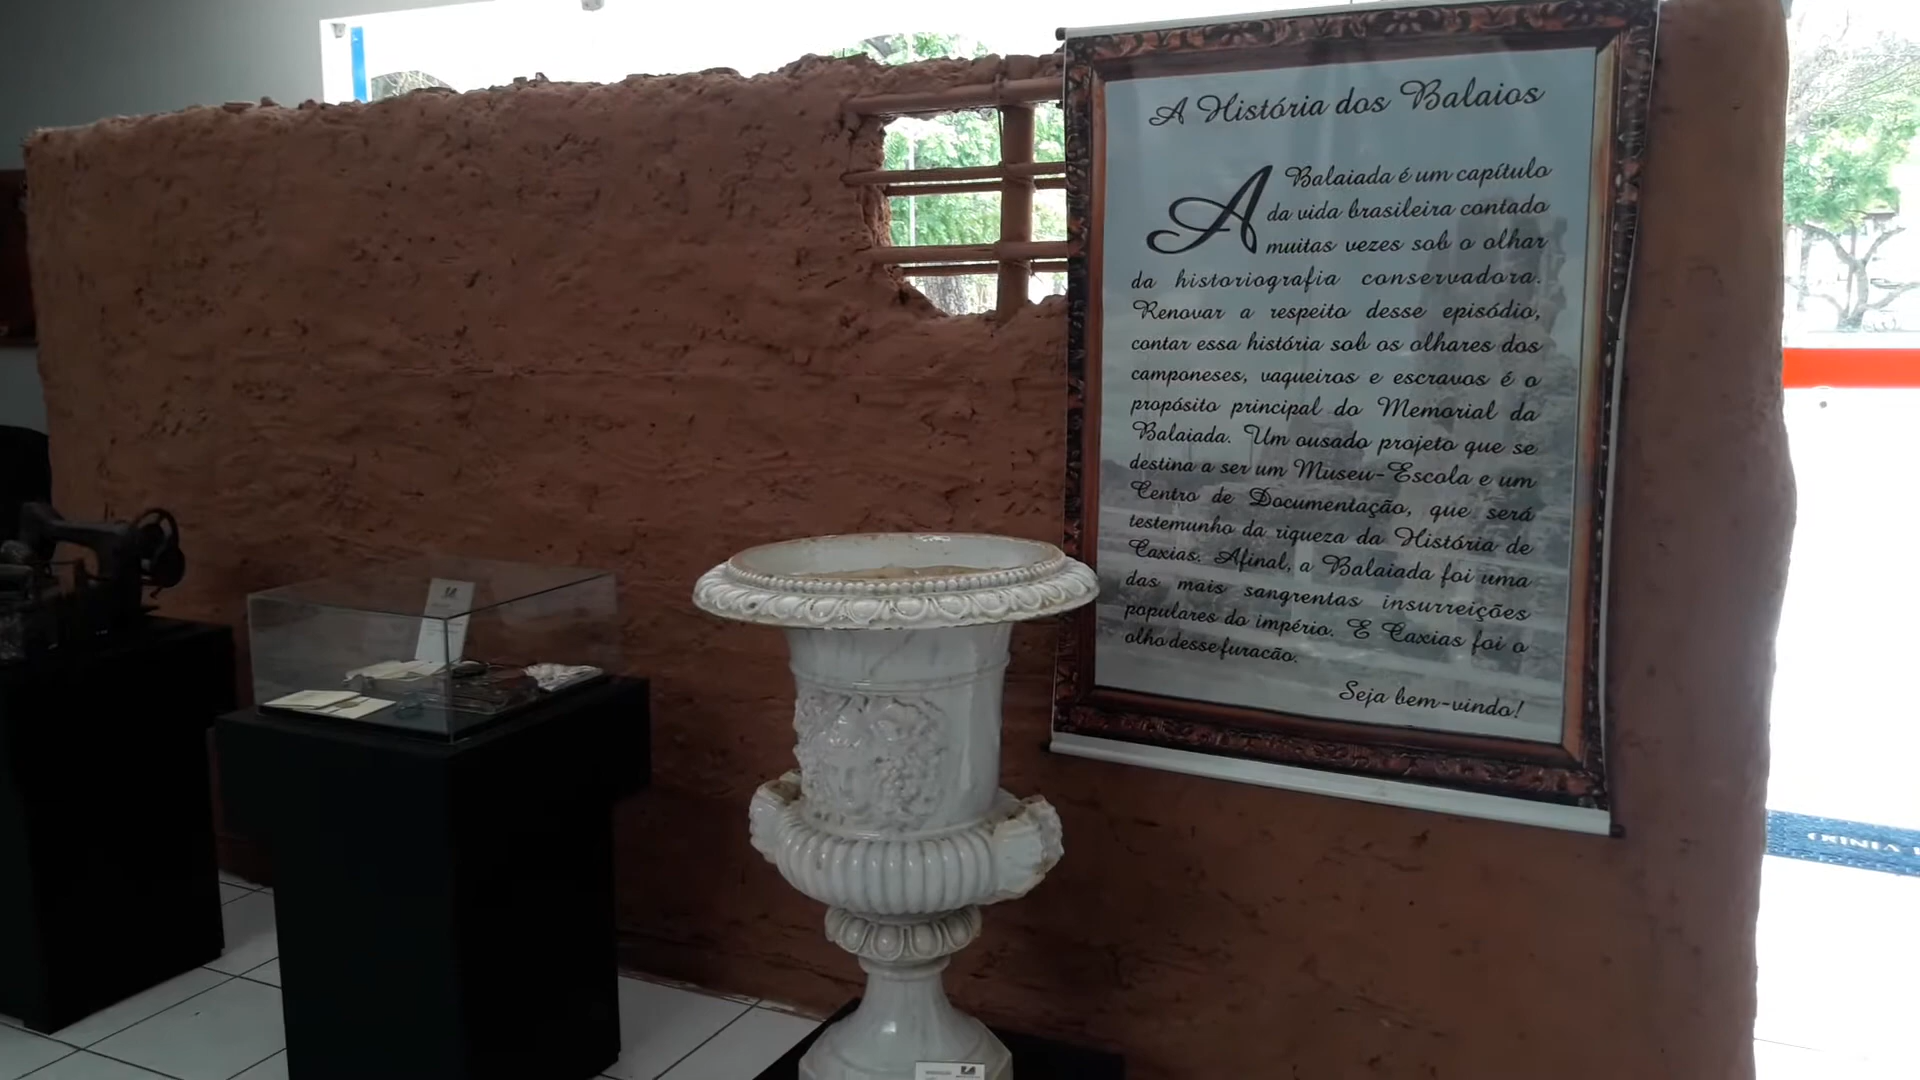 A História dos Balaios
A Balaiada é um capítulo
da vida brasileira contado
muitas vezes sob o olhar
da historiografia conservadora.
Renovar a respeito desse episódio,
contar essa história sob os olhares dos
camponeses, vaqueiros e escravos é o
propósito principal do Memorial da
Balaiada. Um ousado projeto que se
destina a ser um Museu-Escola e um
Centro de Documentação, que será
testemunho da riqueza da História de
Caxias. Afinal, a Balaiada foi uma
das mais sangrentas insurreições
populares do império. E Caxias foi o
olho desse furacão.
Seja bem-vindo!